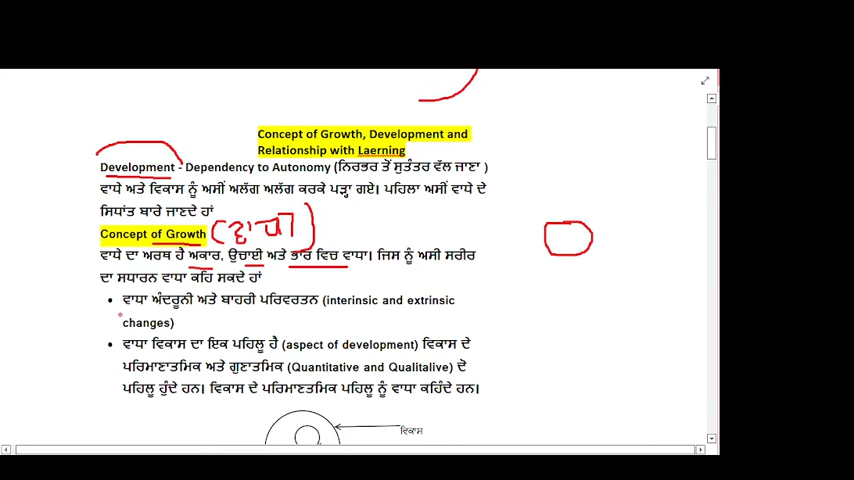 Concept of Growth, Development and
Relationship with Laerning
Development - Dependency to Autonomy (ਨਿਰਭਰ ਤੋਂ ਸੁਤੰਤਰ ਵੱਲ ਜਾਣਾ )
ਵਾਧੇ ਅਤੇ ਵਿਕਾਸ ਨੂੰ ਅਸੀਂ ਅਲੱਗ ਅਲੱਗ ਕਰਕੇ ਪੜ੍ਹਾ ਗਏ। ਪਹਿਲਾ ਅਸੀਂ ਵਾਧੇ ਦੇ
ਸਿਧਾਂਤ ਬਾਰੇ ਜਾਣਦੇ ਹਾਂ
Concept of Growth (ਵਾਧਾ)
ਵਾਧੇ ਦਾ ਅਰਥ ਹੈ ਅਕਾਰ, ਉਚਾਈ ਅਤੇ ਭਾਰ ਵਿਚ ਵਾਧਾ। ਜਿਸ ਨੂੰ ਅਸੀ ਸਰੀਰ
ਦਾ ਸਧਾਰਨ ਵਾਧਾ ਕਹਿ ਸਕਦੇ ਹਾਂ
• ਵਾਧਾ ਅੰਦਰੂਨੀ ਅਤੇ ਬਾਹਰੀ ਪਰਿਵਰਤਨ (interinsic and extrinsic
changes)
• ਵਾਧਾ ਵਿਕਾਸ ਦਾ ਇਕ ਪਹਿਲੂ ਹੈ (aspect of development) ਵਿਕਾਸ ਦੇ
ਪਰਿਮਾਣਾਤਮਿਕ ਅਤੇ ਗੁਣਾਤਮਿਕ (Quantitative and Qualitalive) ਦੋ
ਪਹਿਲੂ ਹੁੰਦੇ ਹਨ। ਵਿਕਾਸ ਦੇ ਪਰਿਮਾਣਤਮਿਕ ਪਹਿਲੂ ਨੂੰ ਵਾਧਾ ਕਹਿੰਦੇ ਹਨ।
ਵਿਕਾਸ